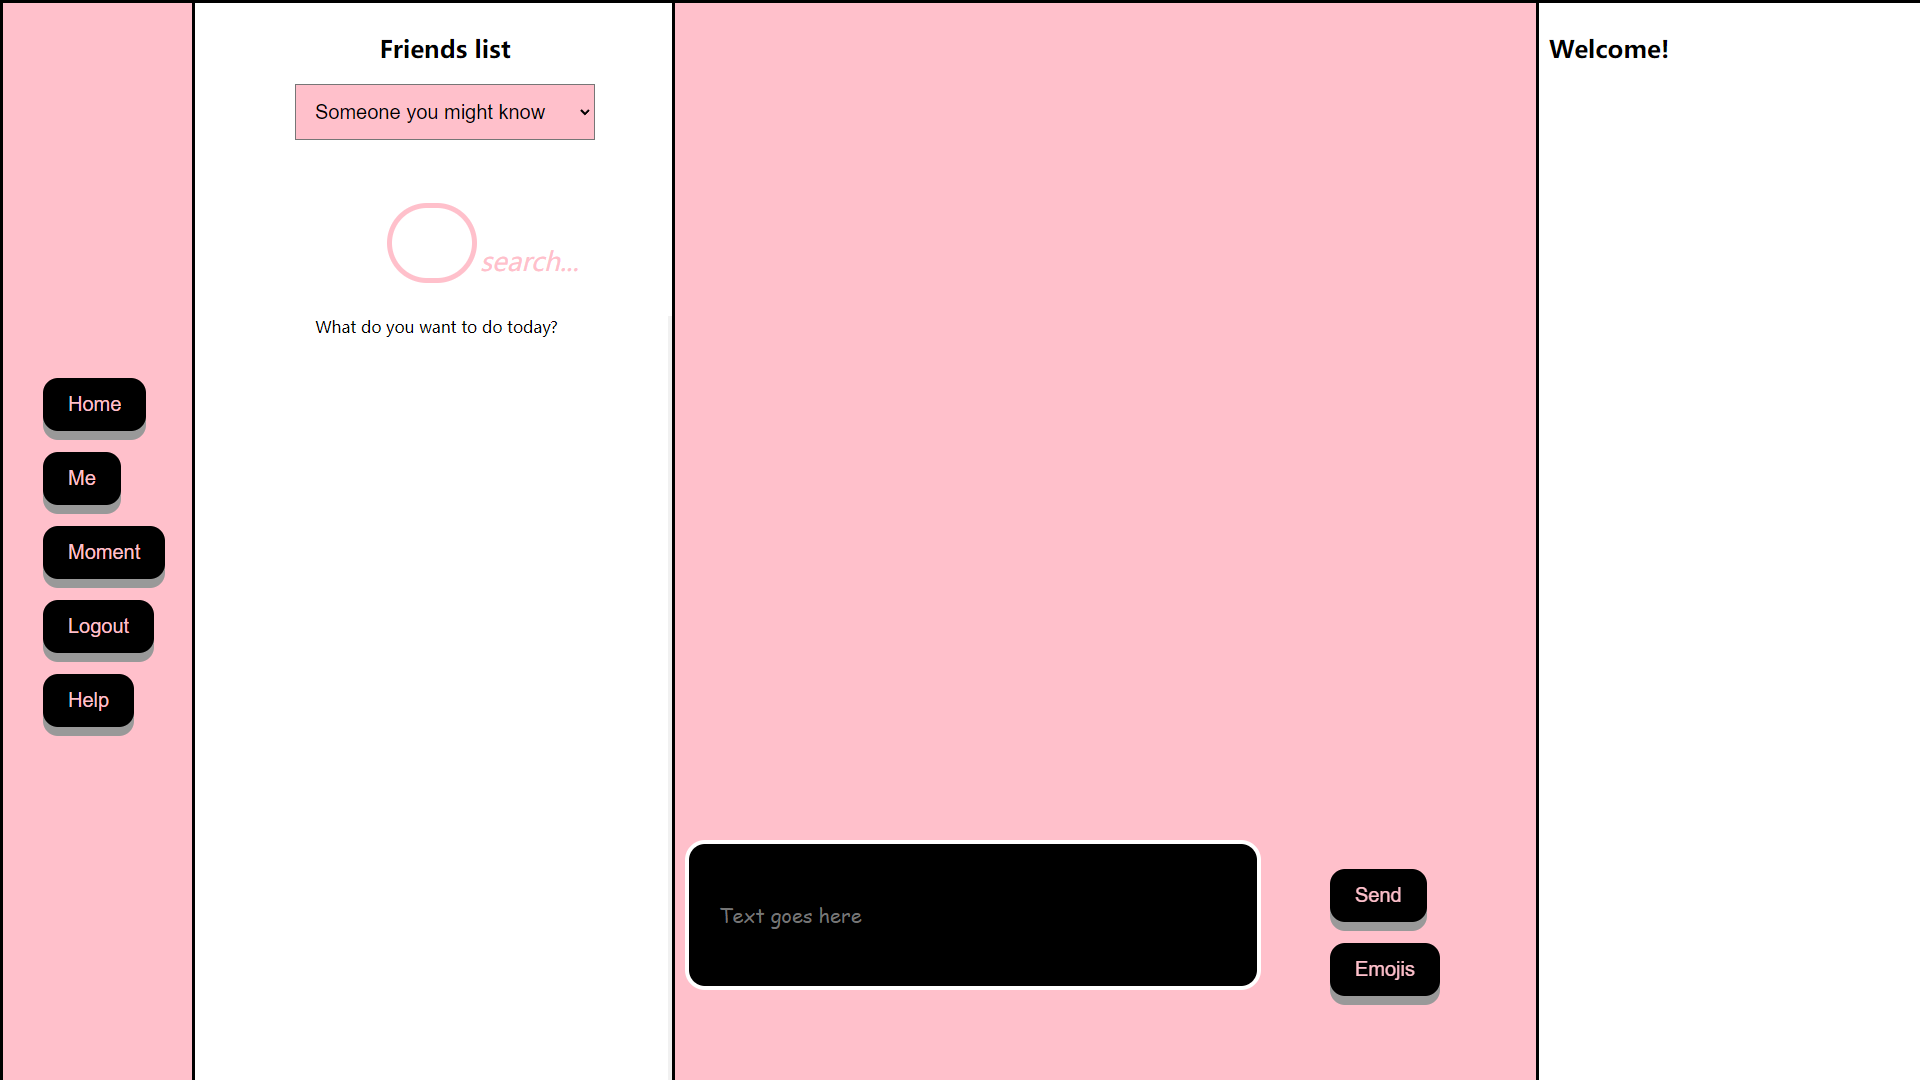 Home
Me
Moment
Logout
Help
Friends list
Someone you might know
search...
What do you want to do today?
Text goes here
Send
Emojis
Welcome!